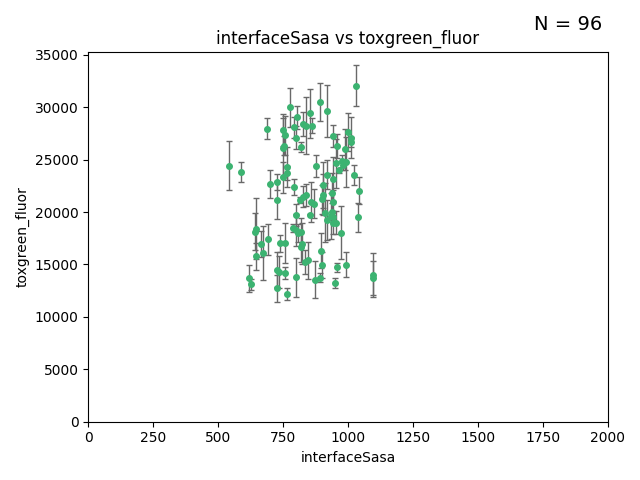 N = 96
interfaceSasa vs toxgreen_fluor
toxgreen_fluor
35000
30000
25000
20000
15000
10000
5000
0
0 250 500 750 1000 1250 1500 1750 2000
interfaceSasa